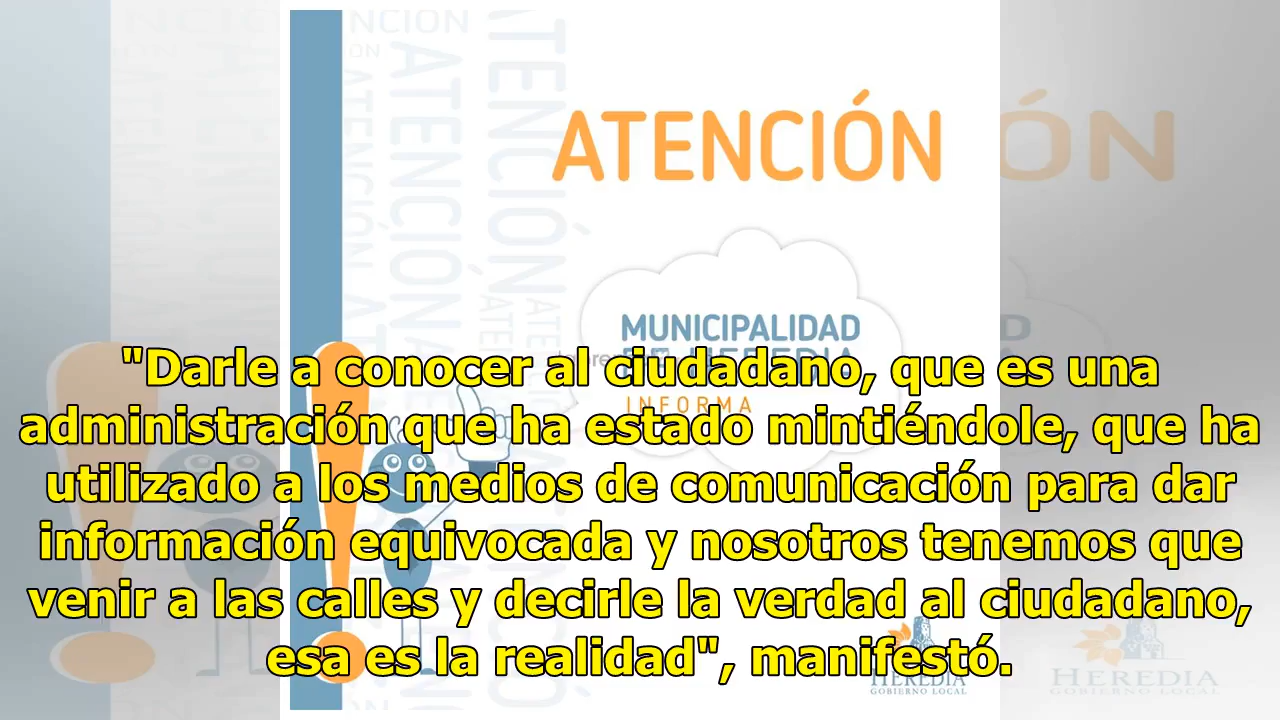 ATENCIÓN
MUNICIPALIDAD
DE HEREDIA
INFORMA
"Darle a conocer al ciudadano, que es una
administración que ha estado mintiéndole, que ha
utilizado a los medios de comunicación para dar
información equivocada y nosotros tenemos que
venir a las calles y decirle la verdad al ciudadano,
esa es la realidad", manifestó.
HEREDIA
GOBIERNO LOCAL